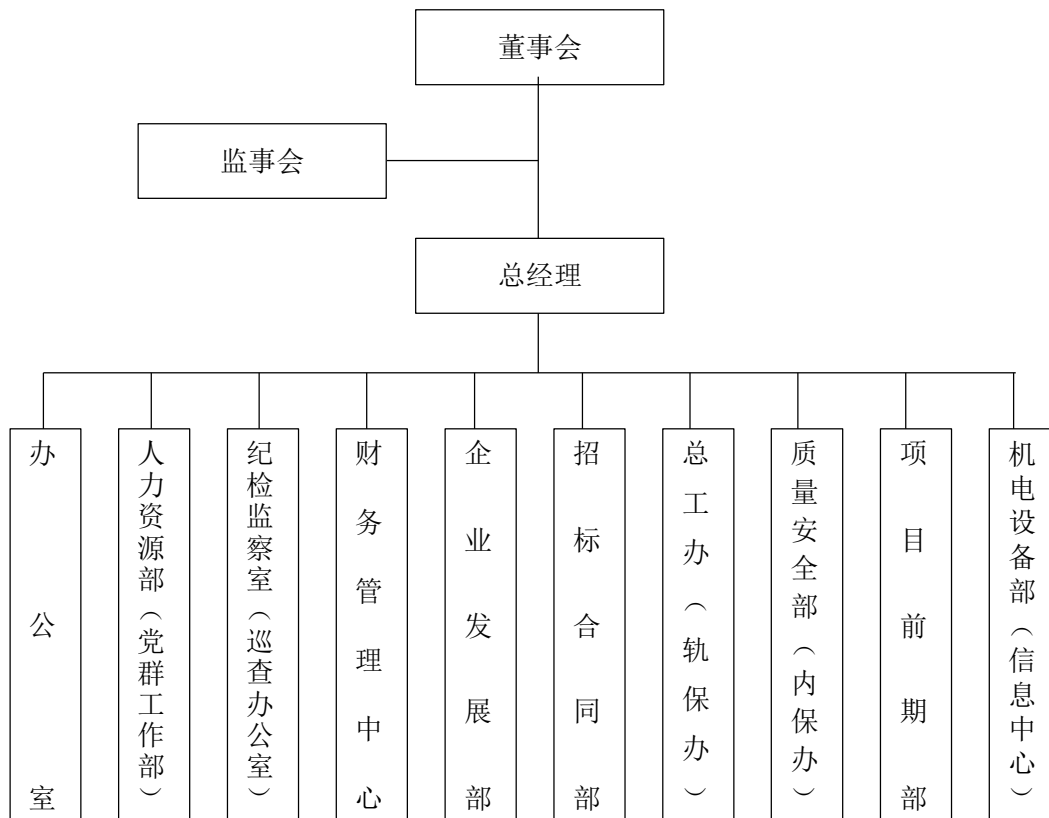 董事会
监事会
总经理
办公室
人力资源部（党群工作部）
纪检监察室（巡查办公室）
财务管理中心
企业发展部
招标合同部
总工办（轨保办）
质量安全部（内保办）
项目前期部
机电设备部（信息中心）